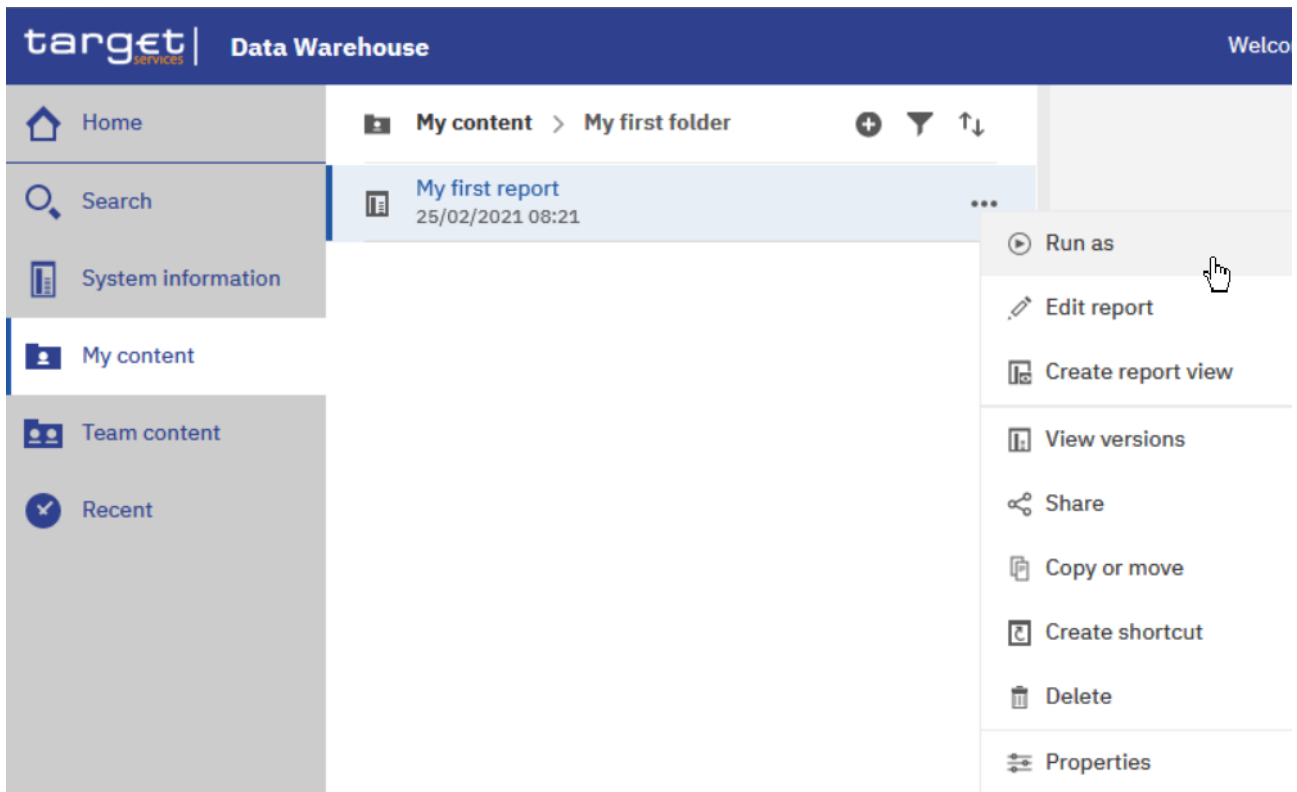 target services | Data Warehouse
Welco
Home
Search
System information
My content
Team content
Recent
My content > My first folder
My first report
25/02/2021 08:21
Run as
Edit report
Create report view
View versions
Share
Copy or move
Create shortcut
Delete
Properties